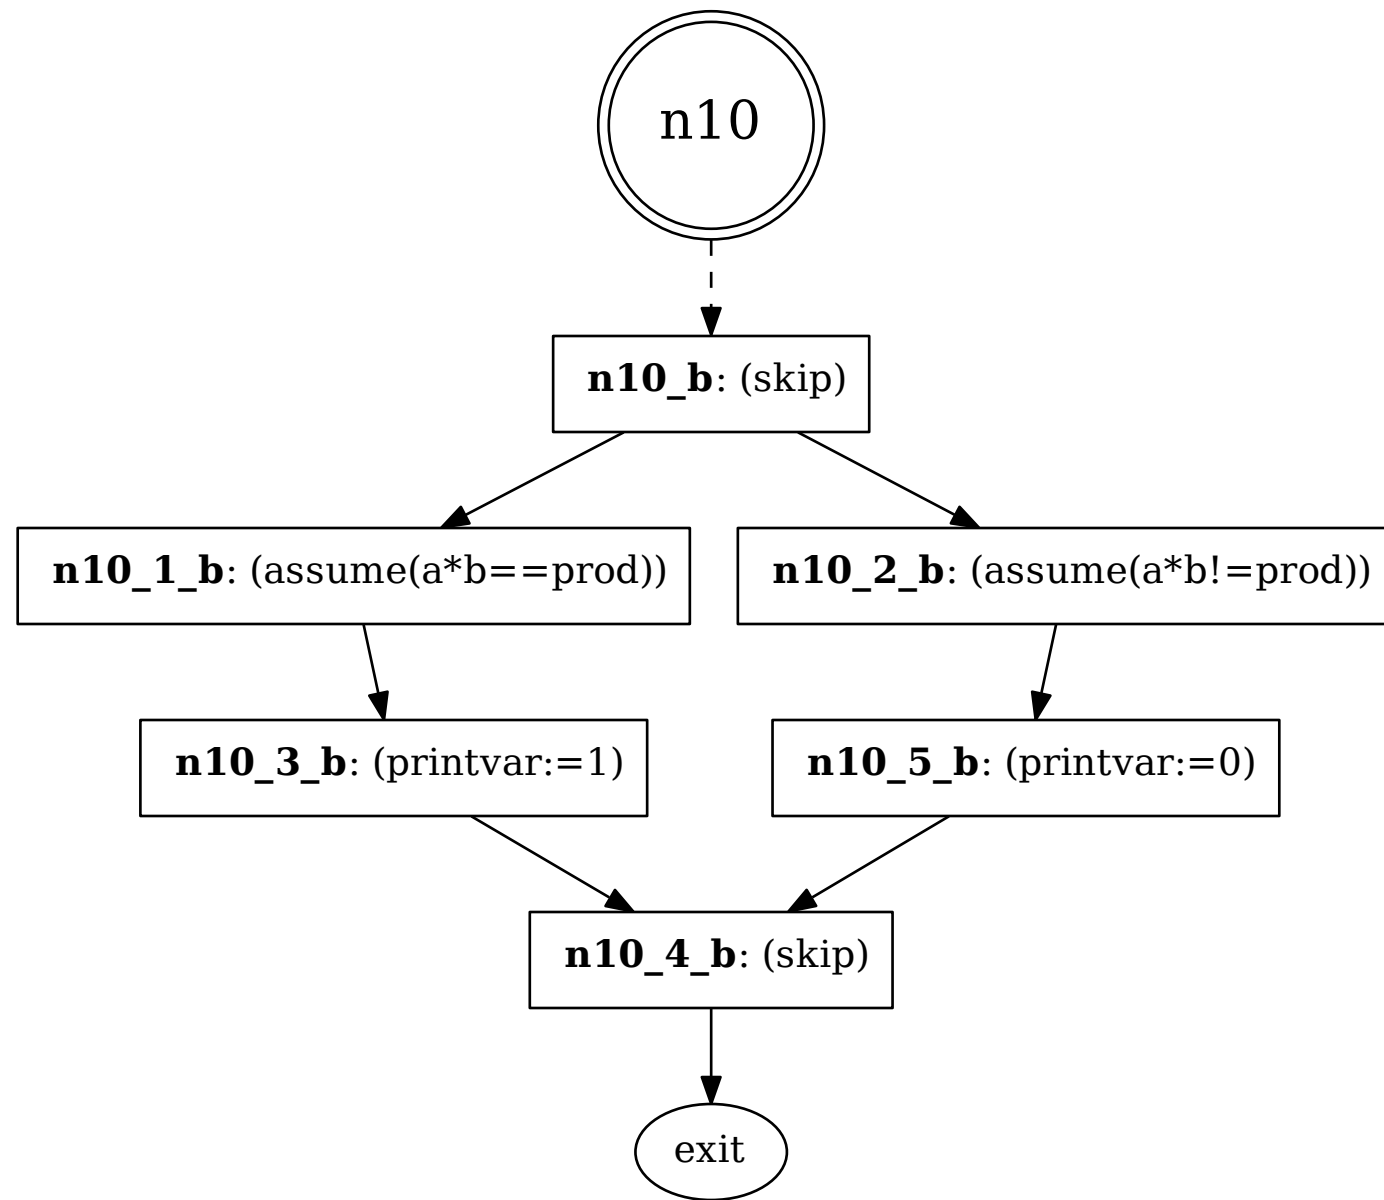 n10
n10_b: (skip)
n10_1_b: (assume(a*b==prod))
n10_2_b: (assume(a*b!=prod))
n10_3_b: (printvar:=1)
n10_5_b: (printvar:=0)
n10_4_b: (skip)
exit